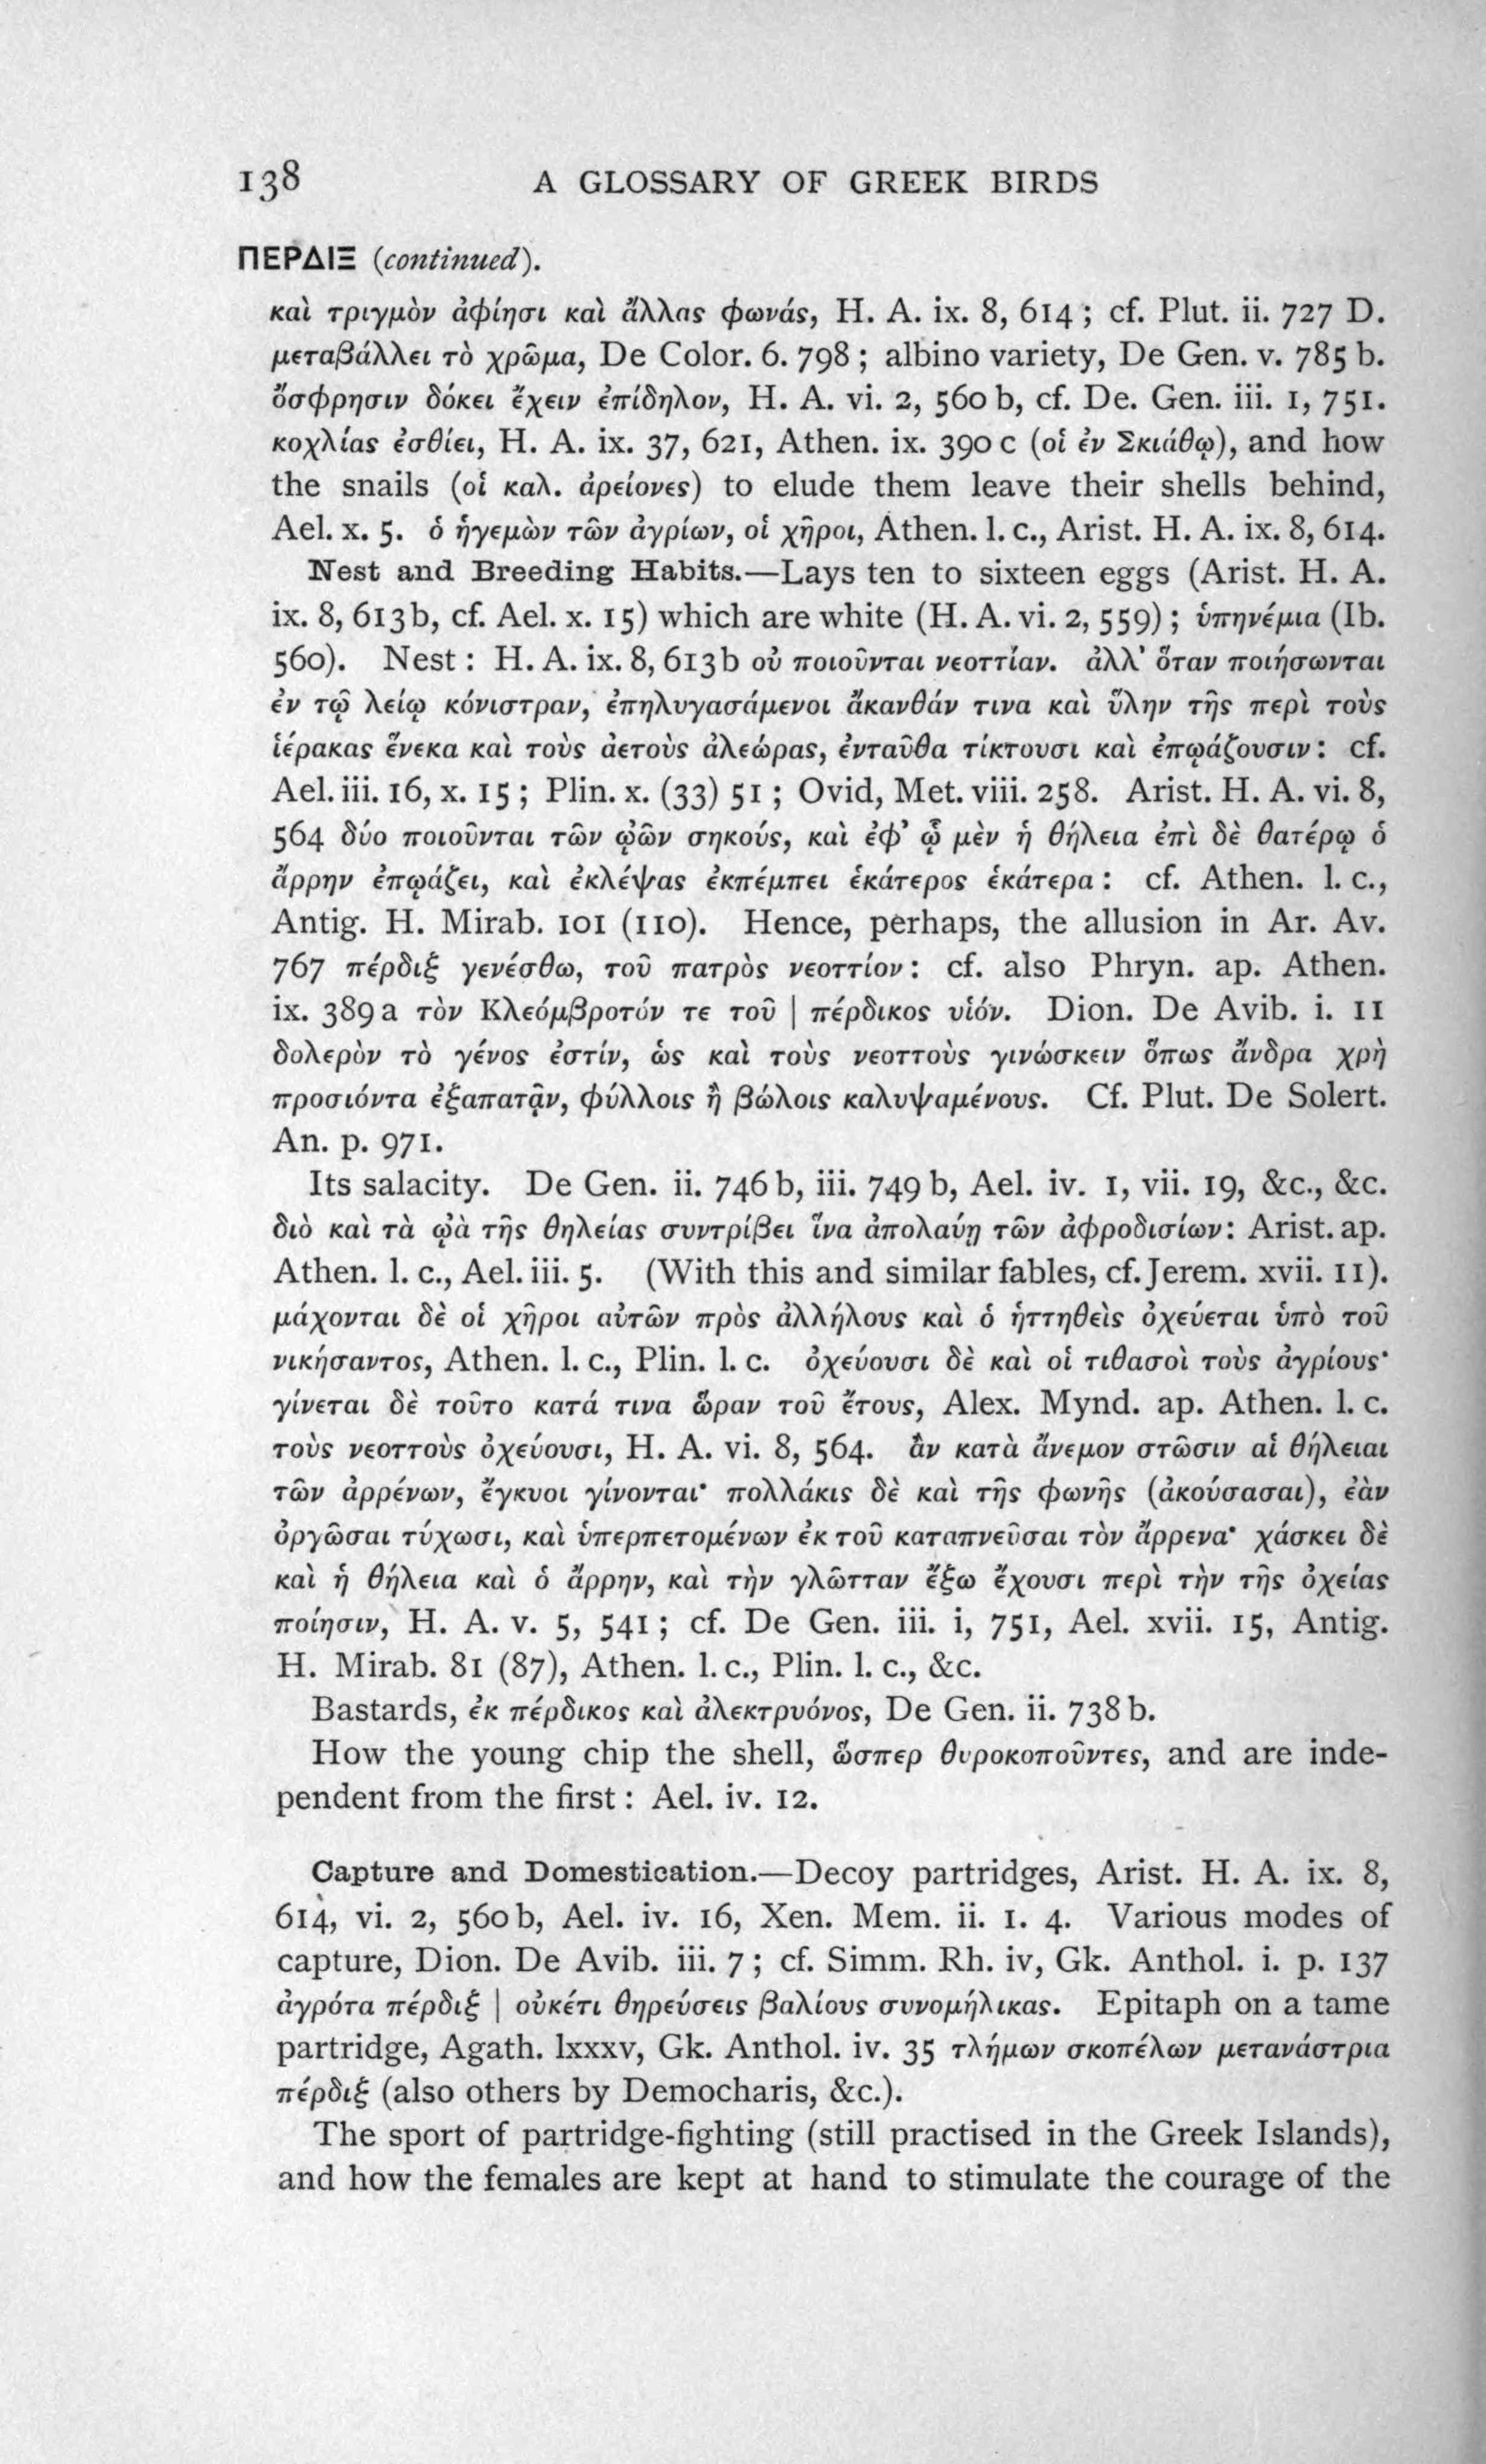 138 A GLOSSARY OF GREEK BIRDS
ΠΕΡΔΙΞ (continued).
καὶ τριγμὸν ἀφίησι καὶ ἄλλας φωνάς, H. A. ix. 8, 614 ; cf. Plut. ii. 727 D.
μεταβάλλει τὸ χρῶμα, De Color. 6. 798 ; albino variety, De Gen. v. 785 b.
ὄσφρησιν δόκει ἔχειν ἐπίδηλον, H. A. vi. 2, 560 b, cf. De. Gen. iii. 1, 751.
κοχλίας ἐσθίει, H. A. ix. 37, 621, Athen. ix. 390 c (οἱ ἐν Σκιάθῳ), and how
the snails (οἱ καλ. ἀρείονες) to elude them leave their shells behind,
Ael. x. 5. ὁ ἡγεμὼν τῶν ἀγρίων, οἱ χῆροι, Athen. l. c., Arist. H. A. ix. 8, 614.
Nest and Breeding Habits.—Lays ten to sixteen eggs (Arist. H. A.
ix. 8, 613 b, cf. Ael. x. 15) which are white (H. A. vi. 2, 559) ; ὑπηνέμια (Ib.
560). Nest : H. A. ix. 8, 613 b οὐ ποιοῦνται νεοττίαν. ἀλλ' ὅταν ποιήσωνται
ἐν τῷ λείῳ κόνιστραν, ἐπηλυγασάμενοι ἄκανθάν τινα καὶ ὕλην τῆς περὶ τοὺς
ἱέρακας ἕνεκα καὶ τοὺς ἀετοὺς ἀλεώρας, ἐνταῦθα τίκτουσι καὶ ἐπῳάζουσιν : cf.
Ael. iii. 16, x. 15 ; Plin. x. (33) 51 ; Ovid, Met. viii. 258. Arist. H. A. vi. 8,
564 δύο ποιοῦνται τῶν ᾠῶν σηκούς, καὶ ἐφ' ᾧ μὲν ἡ θήλεια ἐπὶ δὲ θατέρῳ ὁ
ἄρρην ἐπῳάζει, καὶ ἐκλέψας ἐκπέμπει ἑκάτερος ἑκάτερα : cf. Athen. l. c.,
Antig. H. Mirab. 101 (110). Hence, perhaps, the allusion in Ar. Av.
767 πέρδιξ γενέσθω, τοῦ πατρὸς νεοττίον : cf. also Phryn. ap. Athen.
ix. 389 a τὸν Κλεόμβροτόν τε τοῦ | πέρδικος υἱόν. Dion. De Avib. i. 11
δολερὸν τὸ γένος ἐστίν, ὡς καὶ τοὺς νεοττοὺς γινώσκειν ὅπως ἄνδρα χρὴ
προσιόντα ἐξαπατᾷν, φύλλοις ἢ βώλοις καλυψαμένους. Cf. Plut. De Solert.
An. p. 971.
Its salacity. De Gen. ii. 746 b, iii. 749 b, Ael. iv. 1, vii. 19, &c., &c.
διὸ καὶ τὰ ᾠὰ τῆς θηλείας συντρίβει ἵνα ἀπολαύῃ τῶν ἀφροδισίων : Arist. ap.
Athen. l. c., Ael. iii. 5. (With this and similar fables, cf. Jerem. xvii. 11).
μάχονται δὲ οἱ χῆροι αὐτῶν πρὸς ἀλλήλους καὶ ὁ ἡττηθεὶς ὀχεύεται ὑπὸ τοῦ
νικήσαντος, Athen. l. c., Plin. l. c. ὀχεύουσι δὲ καὶ οἱ τιθασοὶ τοὺς ἀγρίους·
γίνεται δὲ τοῦτο κατά τινα ὥραν τοῦ ἔτους, Alex. Mynd. ap. Athen. l. c.
τοὺς νεοττοὺς ὀχεύουσι, H. A. vi. 8, 564. ἂν κατὰ ἄνεμον στῶσιν αἱ θήλειαι
τῶν ἀρρένων, ἔγκυοι γίνονται· πολλάκις δὲ καὶ τῆς φωνῆς (ἀκούσασαι), ἐὰν
ὀργῶσαι τύχωσι, καὶ ὑπερπετομένων ἐκ τοῦ καταπνεῦσαι τὸν ἄρρενα· χάσκει δὲ
καὶ ἡ θήλεια καὶ ὁ ἄρρην, καὶ τὴν γλῶτταν ἔξω ἔχουσι περὶ τὴν τῆς ὀχείας
ποίησιν, H. A. v. 5, 541 ; cf. De Gen. iii. i, 751, Ael. xvii. 15, Antig.
H. Mirab. 81 (87), Athen. l. c., Plin. l. c., &c.
Bastards, ἐκ πέρδικος καὶ ἀλεκτρυόνος, De Gen. ii. 738 b.
How the young chip the shell, ὥσπερ θυροκοποῦντες, and are inde-
pendent from the first : Ael. iv. 12.
Capture and Domestication.—Decoy partridges, Arist. H. A. ix. 8,
614, vi. 2, 560 b, Ael. iv. 16, Xen. Mem. ii. 1. 4. Various modes of
capture, Dion. De Avib. iii. 7 ; cf. Simm. Rh. iv, Gk. Anthol. i. p. 137
ἀγρότα πέρδιξ | οὐκέτι θηρεύσεις βαλίους συνομήλικας. Epitaph on a tame
partridge, Agath. lxxxv, Gk. Anthol. iv. 35 τλήμων σκοπέλων μετανάστρια
πέρδιξ (also others by Democharis, &c.).
The sport of partridge-fighting (still practised in the Greek Islands),
and how the females are kept at hand to stimulate the courage of the